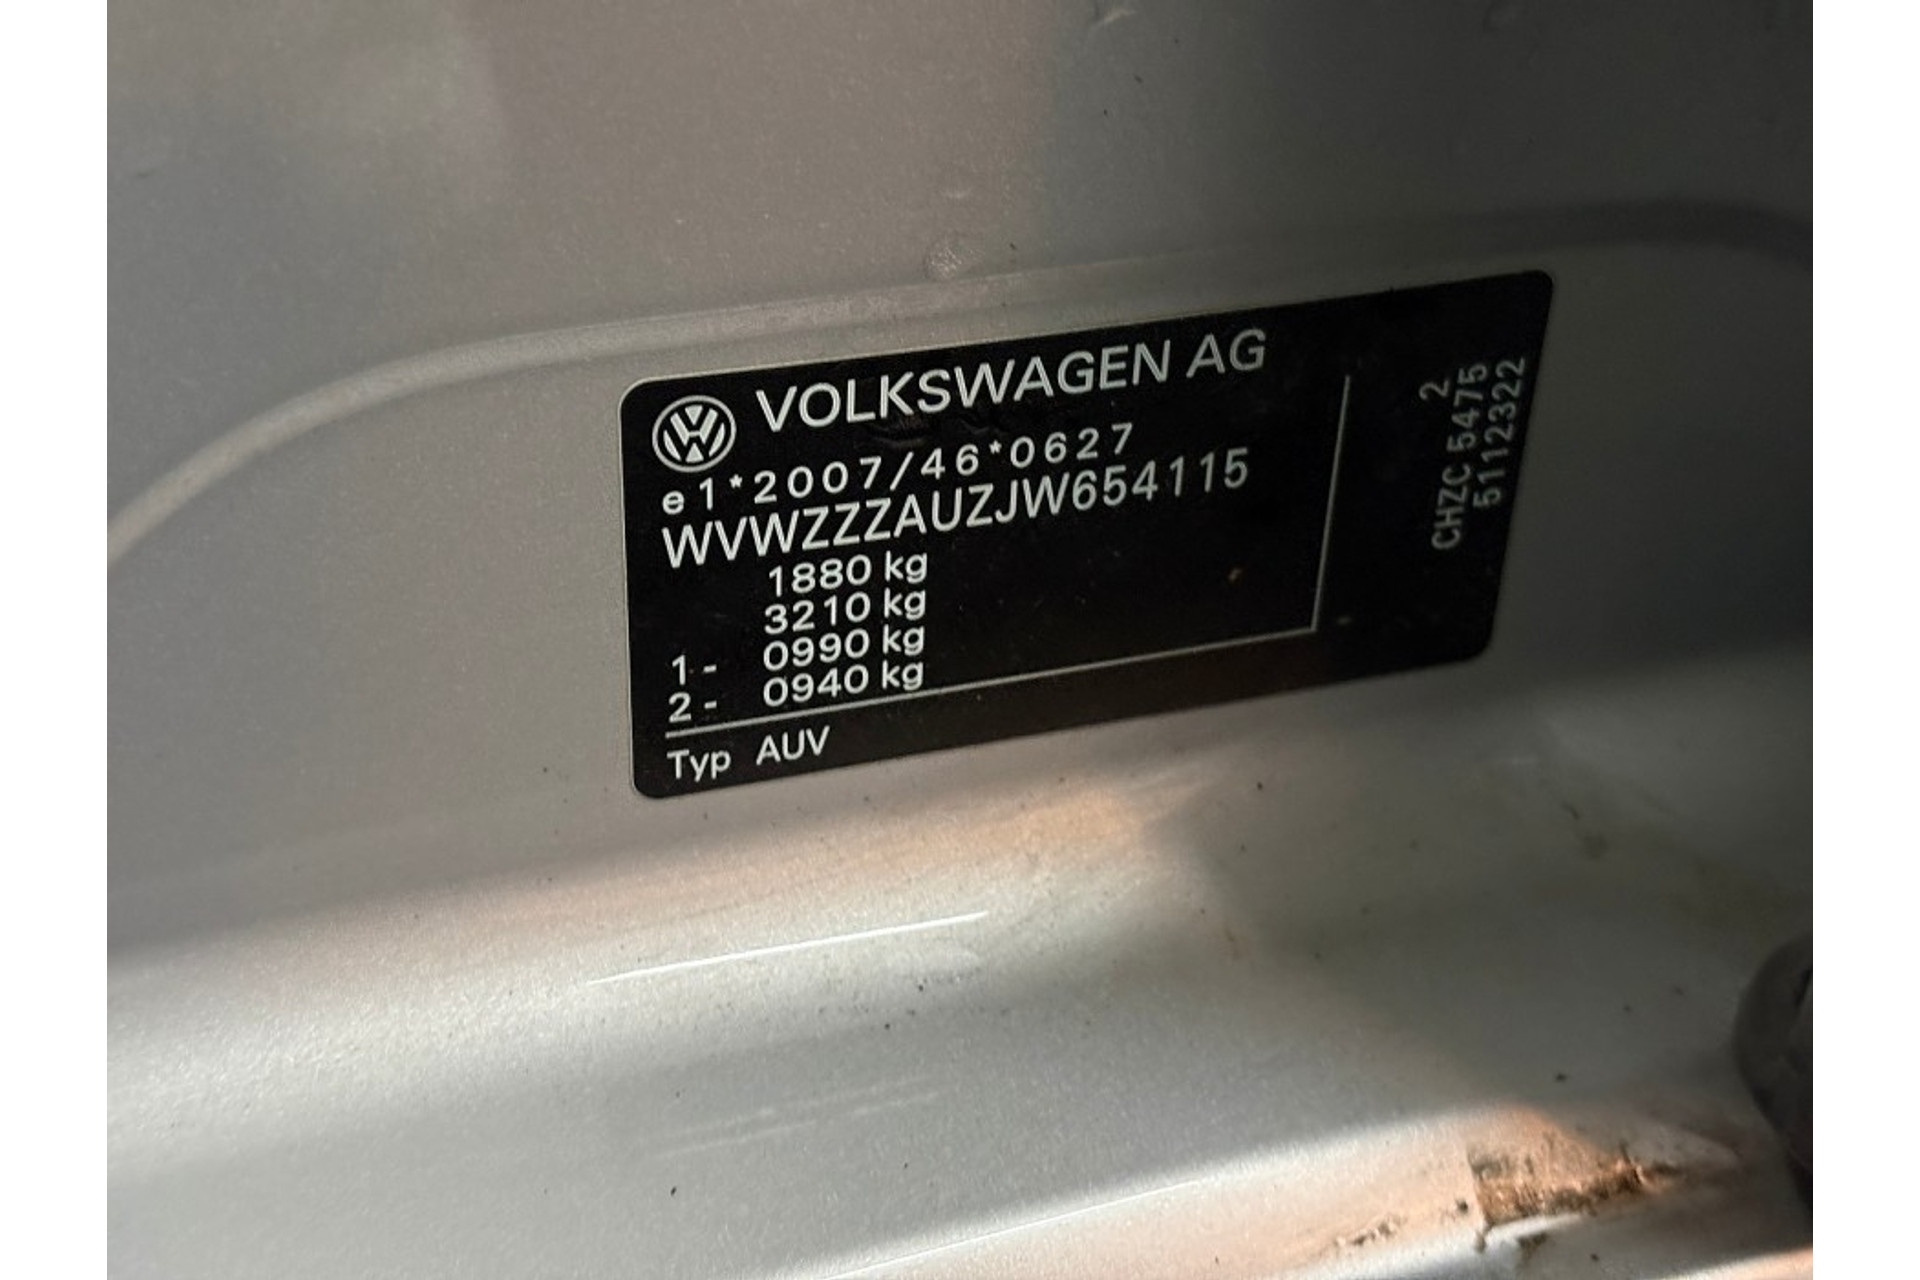 VOLKSWAGEN AG
e1*2007/46*0627
WVWZZZAUZJW654115
1880 kg
3210 kg
1- 0990 kg
2- 0940 kg
Typ AUV
2
CHZC 5475
5112322